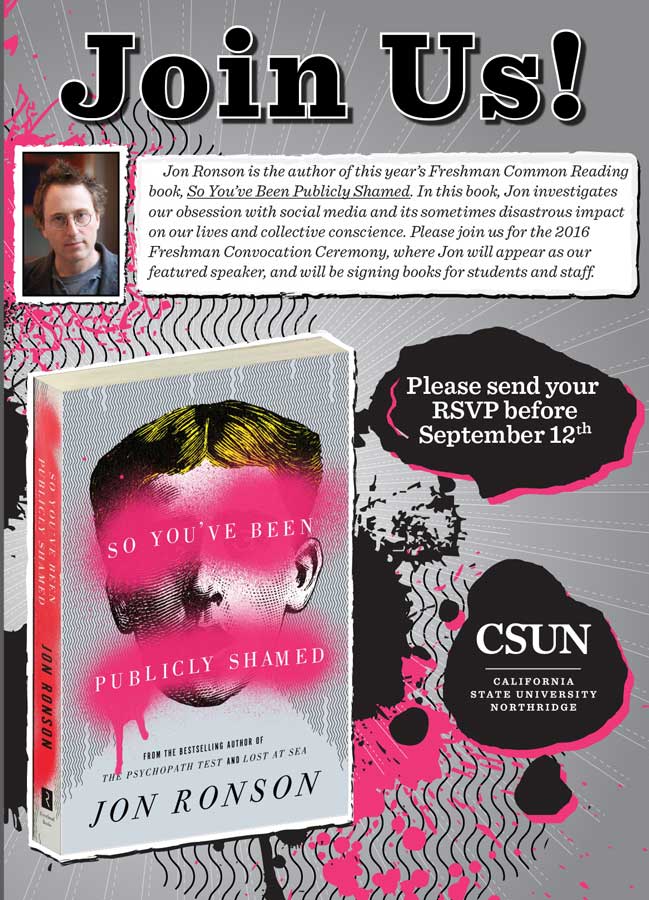 Join Us!
Jon Ronson is the author of this year's Freshman Common Reading
book, So You've Been Publicly Shamed. In this book, Jon investigates
our obsession with social media and its sometimes disastrous impact
on our lives and collective conscience. Please join us for the 2016
Freshman Convocation Ceremony, where Jon will appear as our
featured speaker, and will be signing books for students and staff.
Please send your
RSVP before
September 12th
SO YOU'VE BEEN
PUBLICLY SHAMED
JON RONSON
R
Riverhead
Books
SO YOU'VE BEEN
PUBLICLY SHAMED
FROM THE BESTSELLING AUTHOR OF
THE PSYCHOPATH TEST AND LOST AT SEA
JON RONSON
CSUN
CALIFORNIA
STATE UNIVERSITY
NORTHRIDGE